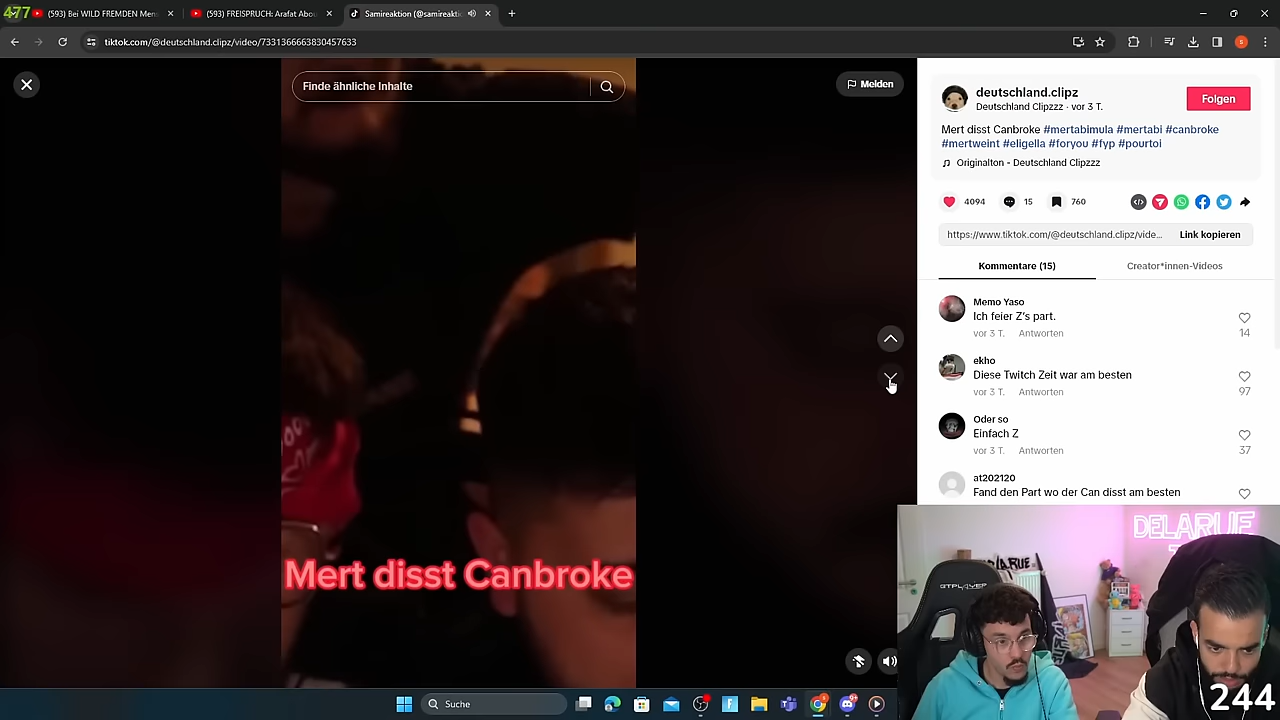 477
(593) Bei WILD FREMDEN Men
(593) FREISPRUCH: Arafat Abou
Samireaktion (@samireakti
tiktok.com/@deutschland.clipz/video/7331366663830457633
Finde ähnliche Inhalte
Melden
Mert disst Canbroke
deutschland.clipz
Deutschland Clipzzz · vor 3 T.
Folgen
Mert disst Canbroke #mertabimula #mertabi #canbroke
#mertweint #eligella #foryou #fyp #pourtoi
Originalton - Deutschland Clipzzz
4094
15
760
https://www.tiktok.com/@deutschland.clipz/vide...
Link kopieren
Kommentare (15)
Creator*innen-Videos
Memo Yaso
Ich feier Z's part.
vor 3 T. Antworten
14
ekho
Diese Twitch Zeit war am besten
vor 3 T. Antworten
97
Oder so
Einfach Z
vor 3 T. Antworten
37
at202120
Fand den Part wo der Can disst am besten
DELARUE
GTPLAYER
244
Suche